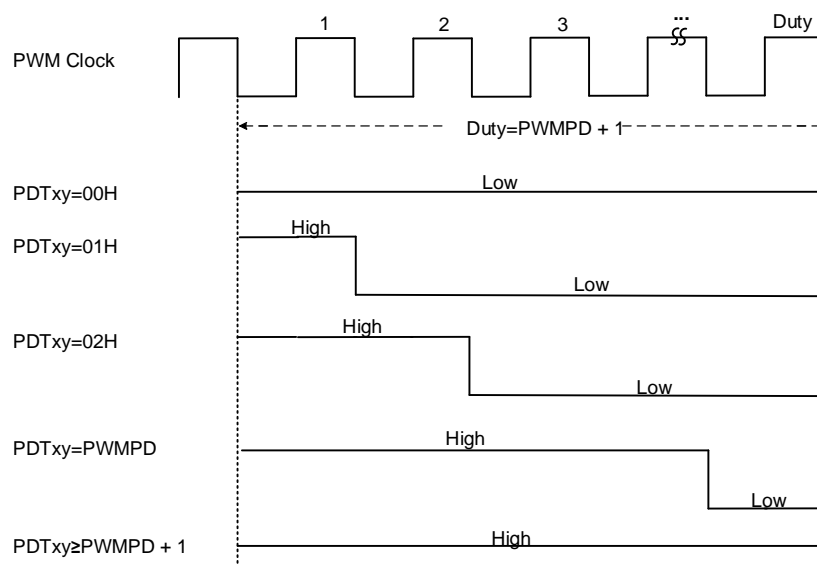 1 2 3 ... Duty
PWM Clock
Duty=PWMPD + 1
PDTxy=00H Low
PDTxy=01H High
Low
PDTxy=02H High
Low
PDTxy=PWMPD High
Low
PDTxy≥PWMPD + 1 High